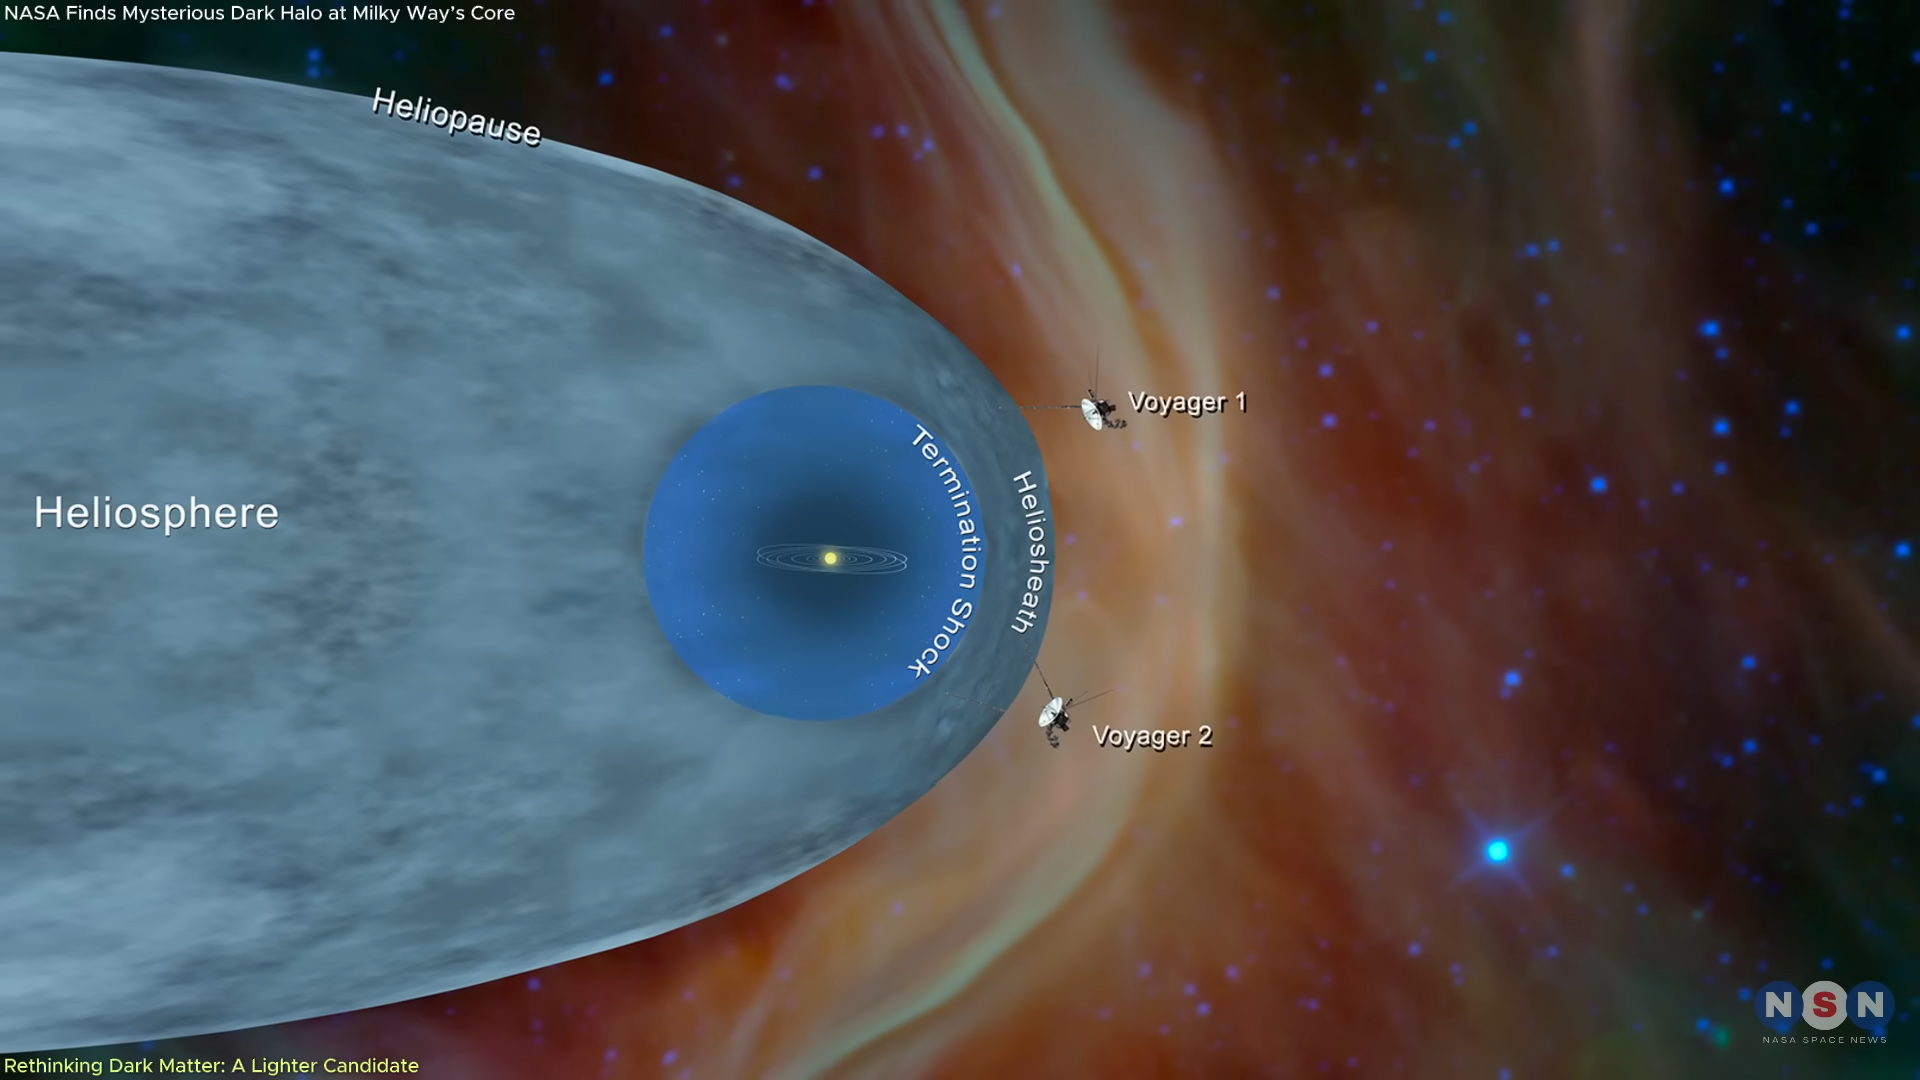 NASA Finds Mysterious Dark Halo at Milky Way’s Core
Heliopause
Voyager 1
Termination Shock
Heliosheath
Heliosphere
Voyager 2
NSN
NASA SPACE NEWS
Rethinking Dark Matter: A Lighter Candidate